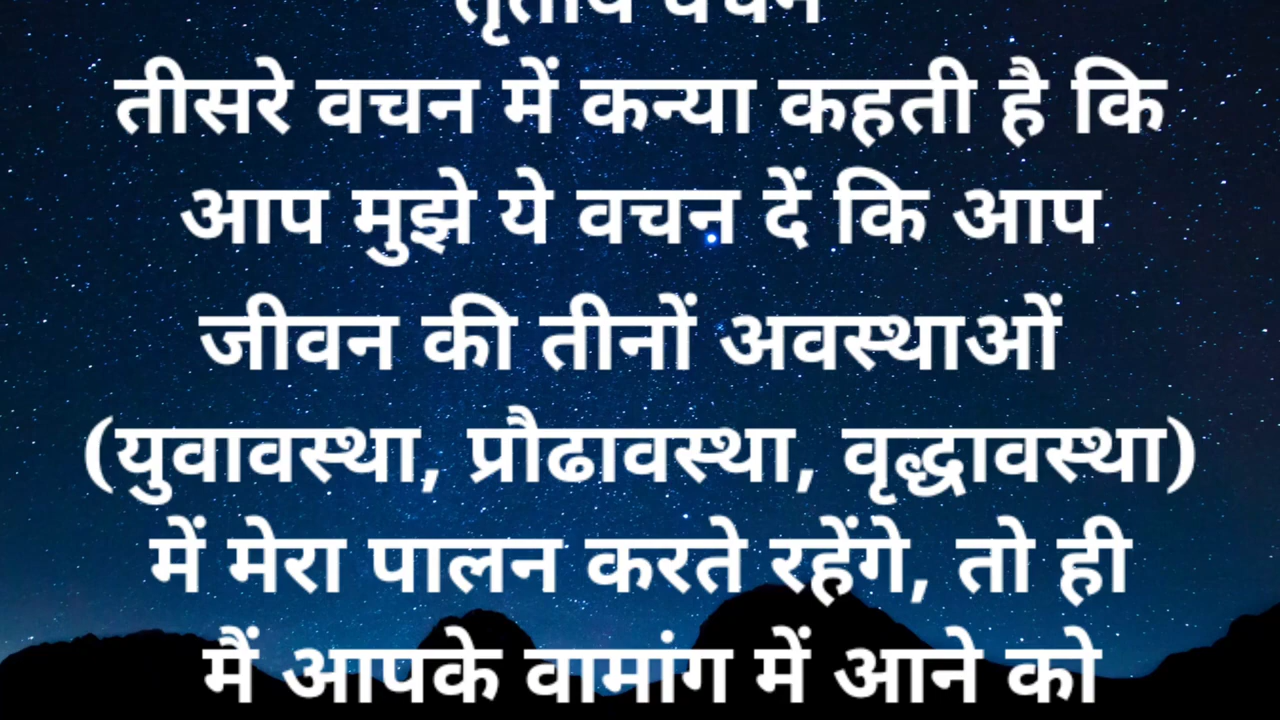 तृतीय वचन
तीसरे वचन में कन्या कहती है कि
आप मुझे ये वचन दें कि आप
जीवन की तीनों अवस्थाओं
(युवावस्था, प्रौढावस्था, वृद्धावस्था)
में मेरा पालन करते रहेंगे, तो ही
मैं आपके वामांग में आने को